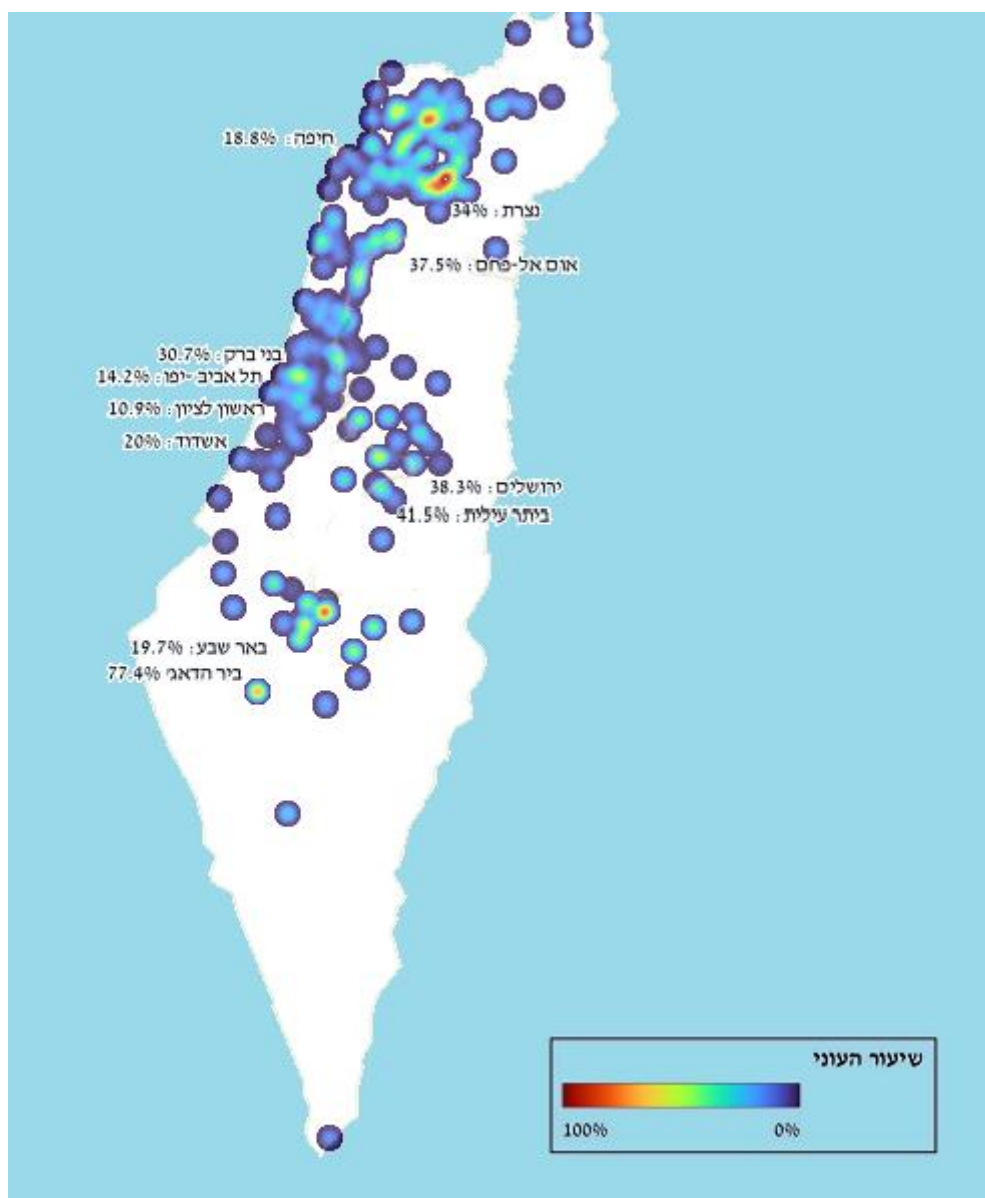 חיפה: 18.8%
נצרת: 34%
אום אל-פחם: 37.5%
בני ברק: 30.7%
תל אביב -יפו: 14.2%
ראשון לציון: 10.9%
אשדוד: 20%
ירושלים: 38.3%
ביתר עילית: 41.5%
באר שבע: 19.7%
ביר הדאג' 77.4%
שיעור העוני
100% 0%